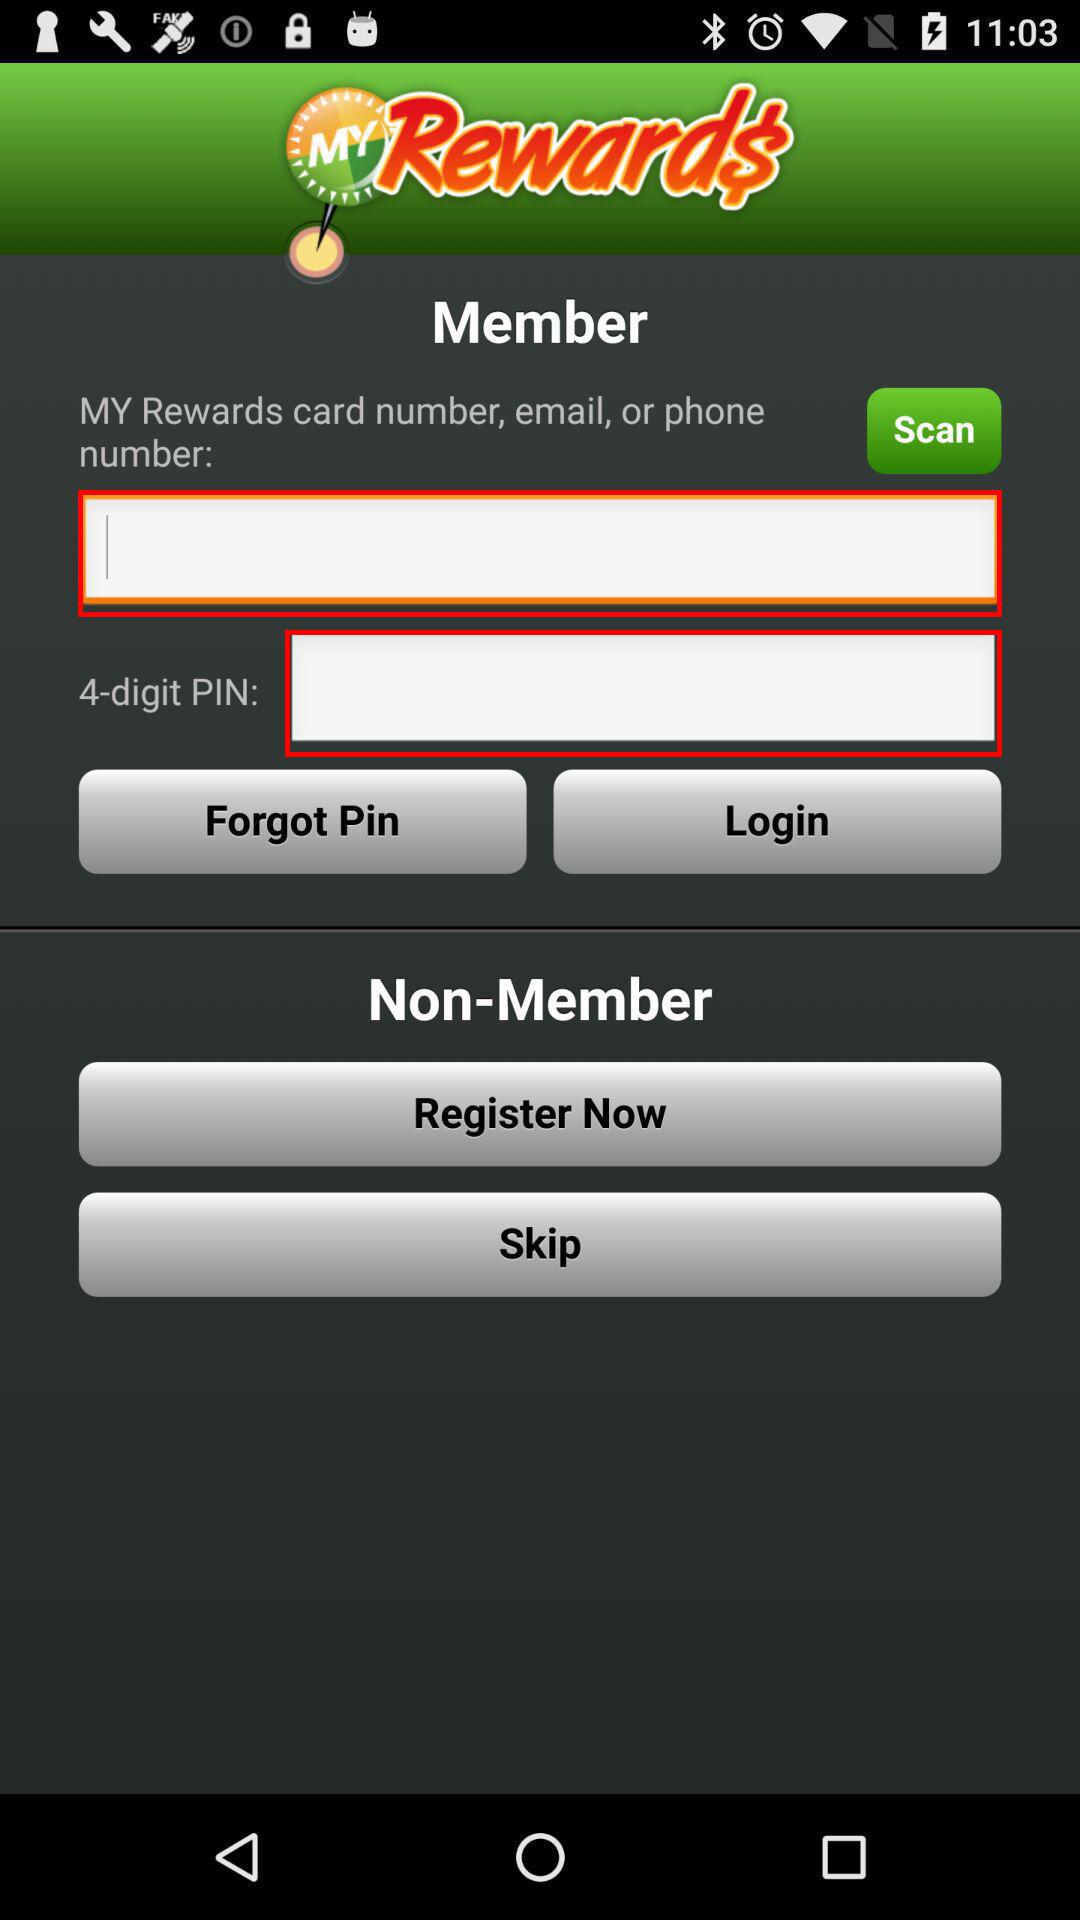 FAKE
11:03
MY Reward$
Member
MY Rewards card number, email, or phone
number:
Scan
4-digit PIN:
Forgot Pin
Login
Non-Member
Register Now
Skip